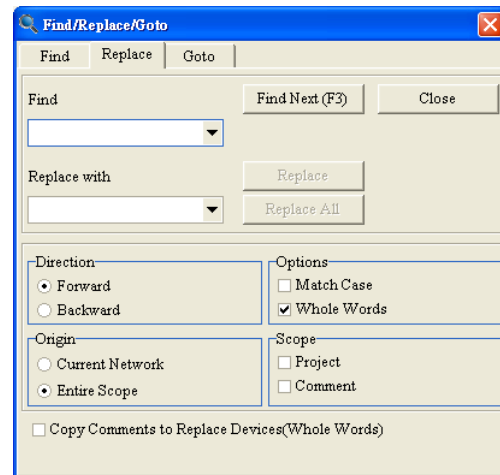 Find/Replace/Goto
Find Replace Goto
Find
Find Next (F3) Close
Replace with
Replace
Replace All
Direction
Forward
Backward
Options
Match Case
Whole Words
Origin
Current Network
Entire Scope
Scope
Project
Comment
Copy Comments to Replace Devices(Whole Words)